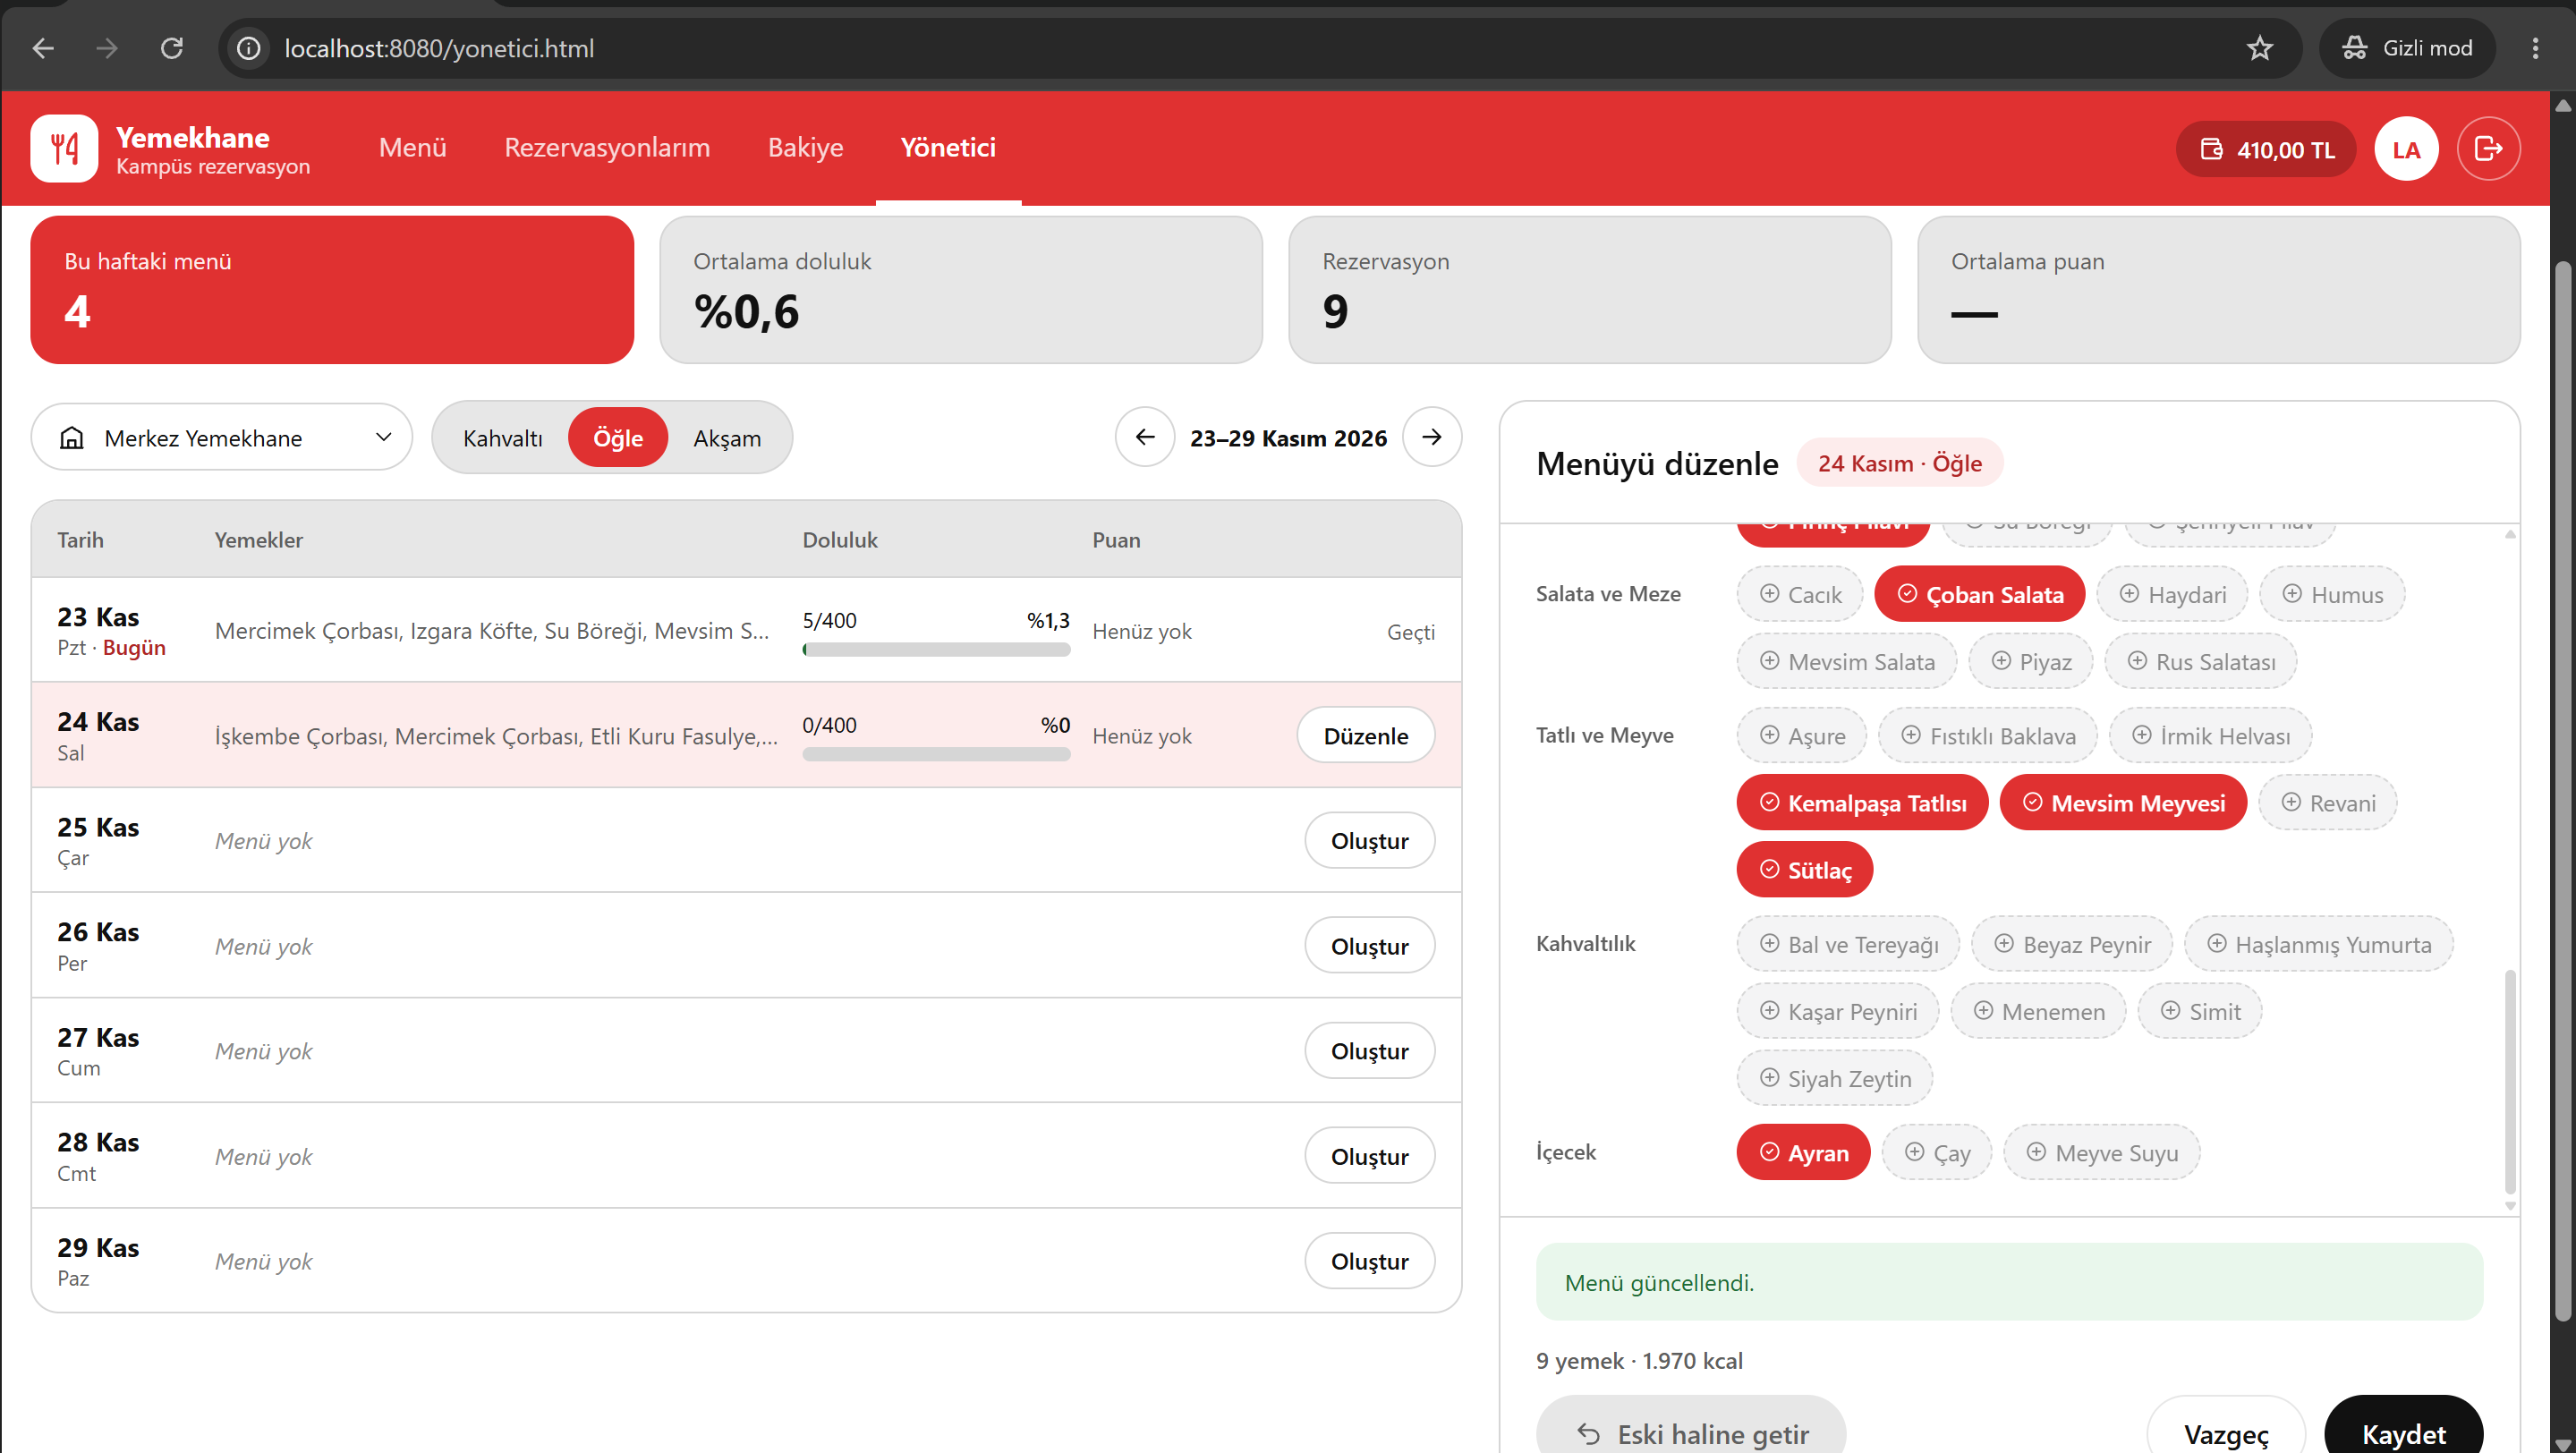 localhost:8080/yonetici.html
Gizli mod
Yemekhane
Kampüs rezervasyon
Menü
Rezervasyonlarım
Bakiye
Yönetici
410,00 TL
LA
Bu haftaki menü
4
Ortalama doluluk
%0,6
Rezervasyon
9
Ortalama puan
—
Merkez Yemekhane
Kahvaltı
Öğle
Akşam
23–29 Kasım 2026
Tarih
Yemekler
Doluluk
Puan
23 Kas
Pzt · Bugün
Mercimek Çorbası, Izgara Köfte, Su Böreği, Mevsim S...
5/400
%1,3
Henüz yok
Geçti
24 Kas
Sal
İşkembe Çorbası, Mercimek Çorbası, Etli Kuru Fasulye,...
0/400
%0
Henüz yok
Düzenle
25 Kas
Çar
Menü yok
Oluştur
26 Kas
Per
Menü yok
Oluştur
27 Kas
Cum
Menü yok
Oluştur
28 Kas
Cmt
Menü yok
Oluştur
29 Kas
Paz
Menü yok
Oluştur
Menüyü düzenle
24 Kasım · Öğle
Pirinç Pilavı
Su Böreği
Şehriyeli Pilav
Salata ve Meze
Cacık
Çoban Salata
Haydari
Humus
Mevsim Salata
Piyaz
Rus Salatası
Tatlı ve Meyve
Aşure
Fıstıklı Baklava
İrmik Helvası
Kemalpaşa Tatlısı
Mevsim Meyvesi
Revani
Sütlaç
Kahvaltılık
Bal ve Tereyağı
Beyaz Peynir
Haşlanmış Yumurta
Kaşar Peyniri
Menemen
Simit
Siyah Zeytin
İçecek
Ayran
Çay
Meyve Suyu
Menü güncellendi.
9 yemek · 1.970 kcal
Eski haline getir
Vazgeç
Kaydet